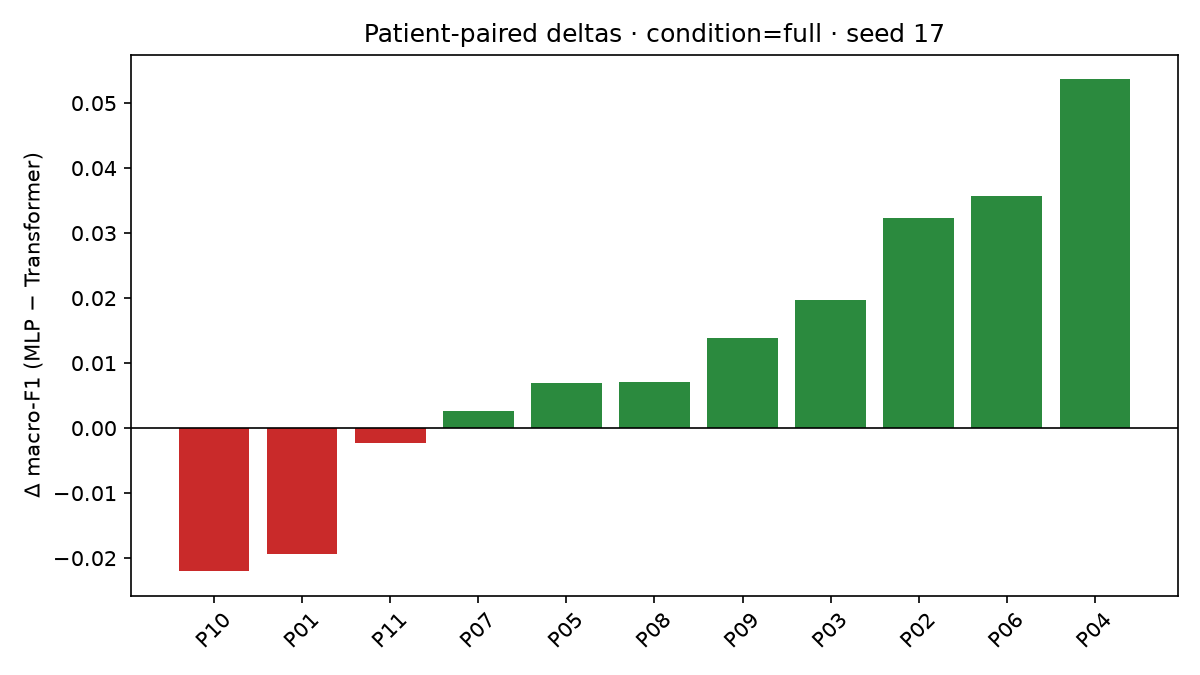 Patient-paired deltas · condition=full · seed 17
Δ macro-F1 (MLP − Transformer)
0.05
0.04
0.03
0.02
0.01
0.00
−0.01
−0.02
P10 P01 P11 P07 P05 P08 P09 P03 P02 P06 P04